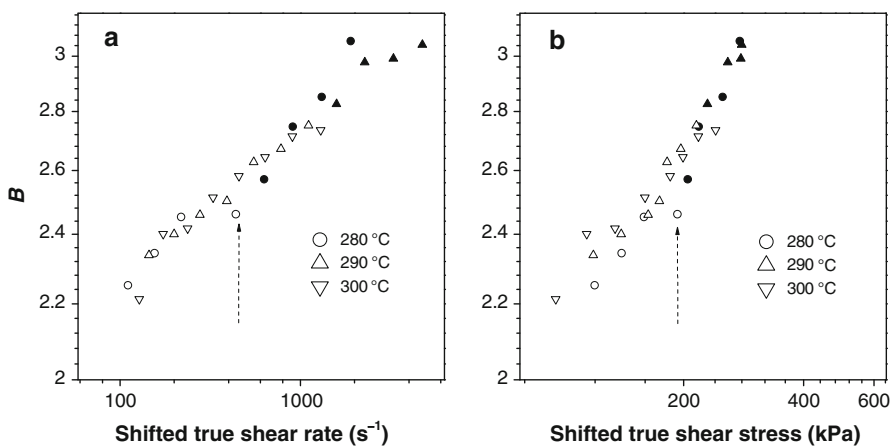 a
b
3
2.8
2.6
2.4
2.2
2
B
100
1000
280 °C
290 °C
300 °C
Shifted true shear rate (s⁻¹)
3
2.8
2.6
2.4
2.2
2
200
400
600
280 °C
290 °C
300 °C
Shifted true shear stress (kPa)